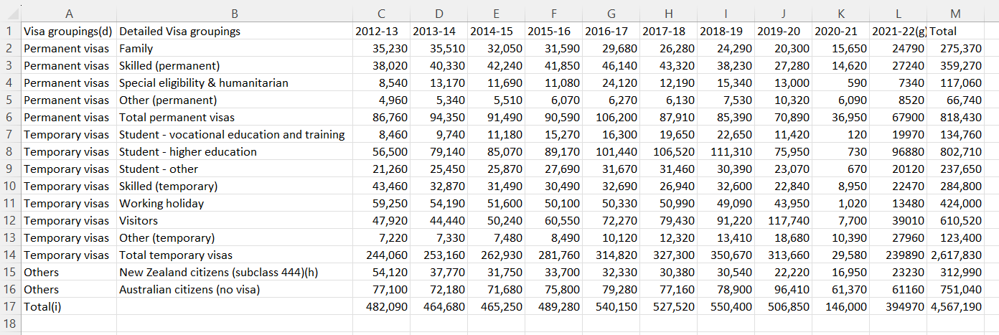 A B C D E F G H I J K L M
1 Visa groupings(d) Detailed Visa groupings 2012-13 2013-14 2014-15 2015-16 2016-17 2017-18 2018-19 2019-20 2020-21 2021-22(g) Total
2 Permanent visas Family 35,230 35,510 32,050 31,590 29,680 26,280 24,290 20,300 15,650 24790 275,370
3 Permanent visas Skilled (permanent) 38,020 40,330 42,240 41,850 46,140 43,320 38,230 27,280 14,620 27240 359,270
4 Permanent visas Special eligibility & humanitarian 8,540 13,170 11,690 11,080 24,120 12,190 15,340 13,000 590 7340 117,060
5 Permanent visas Other (permanent) 4,960 5,340 5,510 6,070 6,270 6,130 7,530 10,320 6,090 8520 66,740
6 Permanent visas Total permanent visas 86,760 94,350 91,490 90,590 106,200 87,910 85,390 70,890 36,950 67900 818,430
7 Temporary visas Student - vocational education and training 8,460 9,740 11,180 15,270 16,300 19,650 22,650 11,420 120 19970 134,760
8 Temporary visas Student - higher education 56,500 79,140 85,070 89,170 101,440 106,520 111,310 75,950 730 96880 802,710
9 Temporary visas Student - other 21,260 25,450 25,870 27,690 31,670 31,460 30,390 23,070 670 20120 237,650
10 Temporary visas Skilled (temporary) 43,460 32,870 31,490 30,490 32,690 26,940 32,600 22,840 8,950 22470 284,800
11 Temporary visas Working holiday 59,250 54,190 51,600 50,100 50,330 50,990 49,090 43,950 1,020 13480 424,000
12 Temporary visas Visitors 47,920 44,440 50,240 60,550 72,270 79,430 91,220 117,740 7,700 39010 610,520
13 Temporary visas Other (temporary) 7,220 7,330 7,480 8,490 10,120 12,320 13,410 18,680 10,390 27960 123,400
14 Temporary visas Total temporary visas 244,060 253,160 262,930 281,760 314,820 327,300 350,670 313,660 29,580 239890 2,617,830
15 Others New Zealand citizens (subclass 444)(h) 54,120 37,770 31,750 33,700 32,330 30,380 30,540 22,220 16,950 23230 312,990
16 Others Australian citizens (no visa) 77,100 72,180 71,680 75,800 79,280 77,160 78,900 96,410 61,370 61160 751,040
17 Total(i) 482,090 464,680 465,250 489,280 540,150 527,520 550,400 506,850 146,000 394970 4,567,190
18